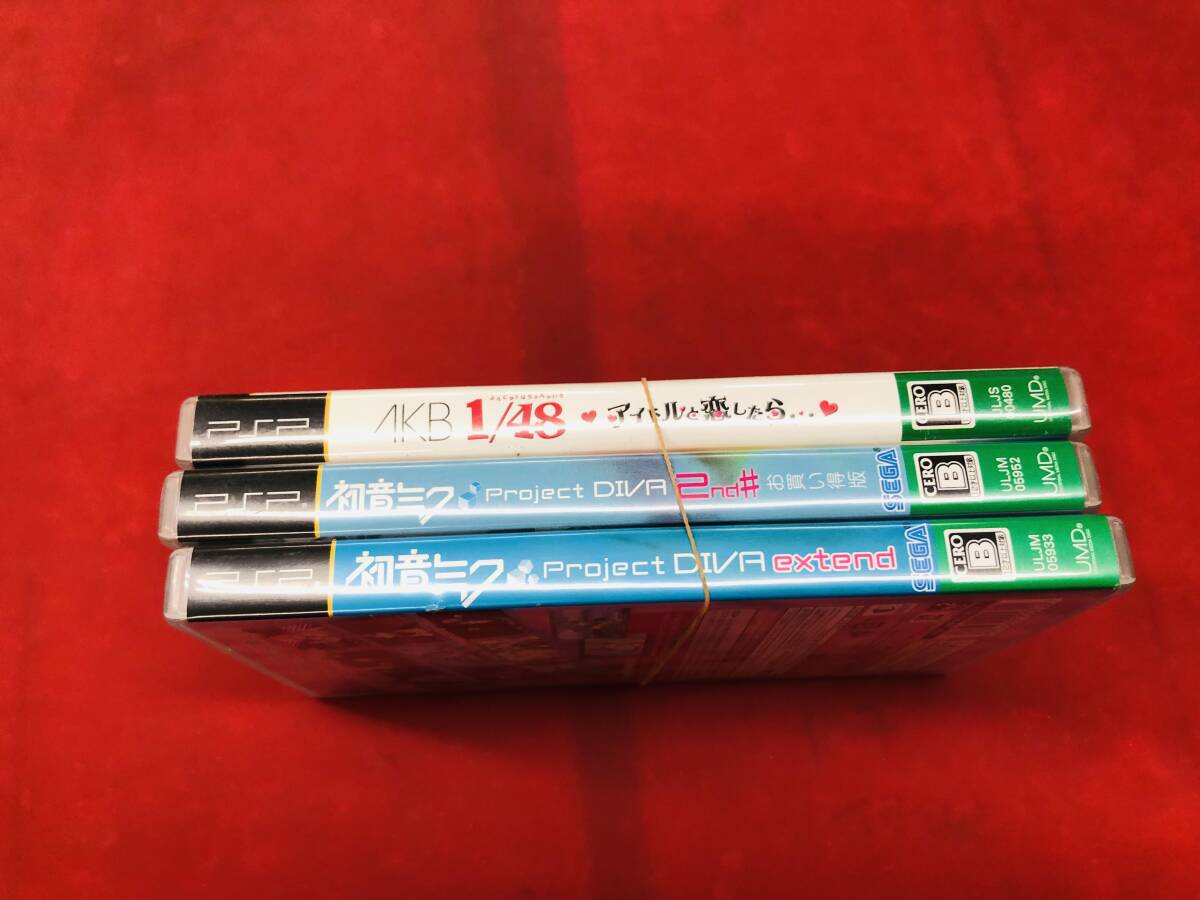 PSP
AKB 1/48 アイドルと恋したら...
CERO
B
ULJS
00480
UMD
PSP
初音ミク Project DIVA 2nd# お買い得版
SEGA
CERO
B
ULJM
05952
UMD
PSP
初音ミク Project DIVA extend
SEGA
CERO
B
ULJM
05933
UMD